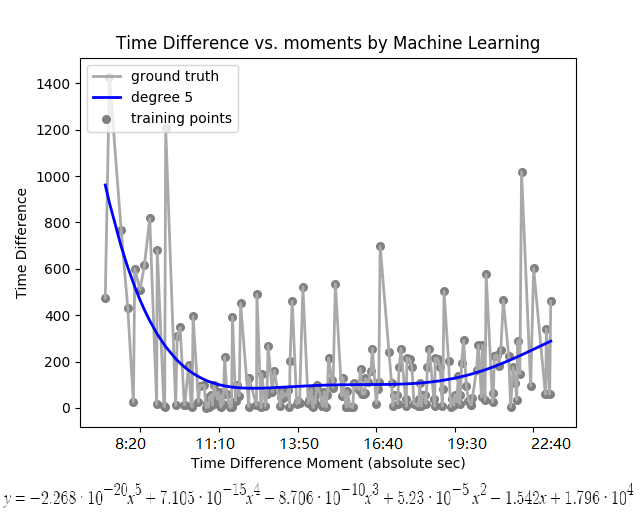 Time Difference vs. moments by Machine Learning
ground truth
degree 5
training points
1400
1200
1000
800
600
400
200
0
Time Difference
8:20 11:10 13:50 16:40 19:30 22:40
Time Difference Moment (absolute sec)
y = −2.268 · 10^{−20}x^5 + 7.105 · 10^{−15}x^4 − 8.706 · 10^{−10}x^3 + 5.23 · 10^{−5}x^2 − 1.542x + 1.796 · 10^4